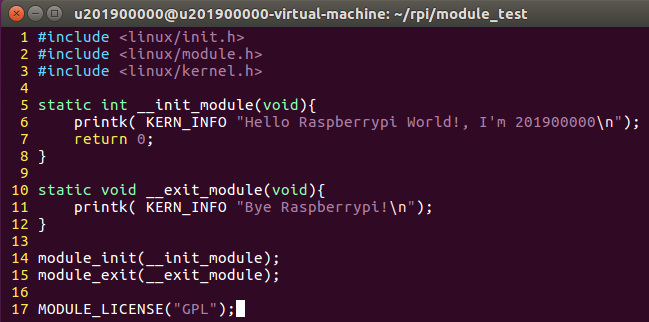 u201900000@u201900000-virtual-machine: ~/rpi/module_test
1 #include <linux/init.h>
2 #include <linux/module.h>
3 #include <linux/kernel.h>
4
5 static int __init_module(void){
6     printk( KERN_INFO "Hello Raspberrypi World!, I'm 201900000\n");
7     return 0;
8 }
9
10 static void __exit_module(void){
11     printk( KERN_INFO "Bye Raspberrypi!\n");
12 }
13
14 module_init(__init_module);
15 module_exit(__exit_module);
16
17 MODULE_LICENSE("GPL");